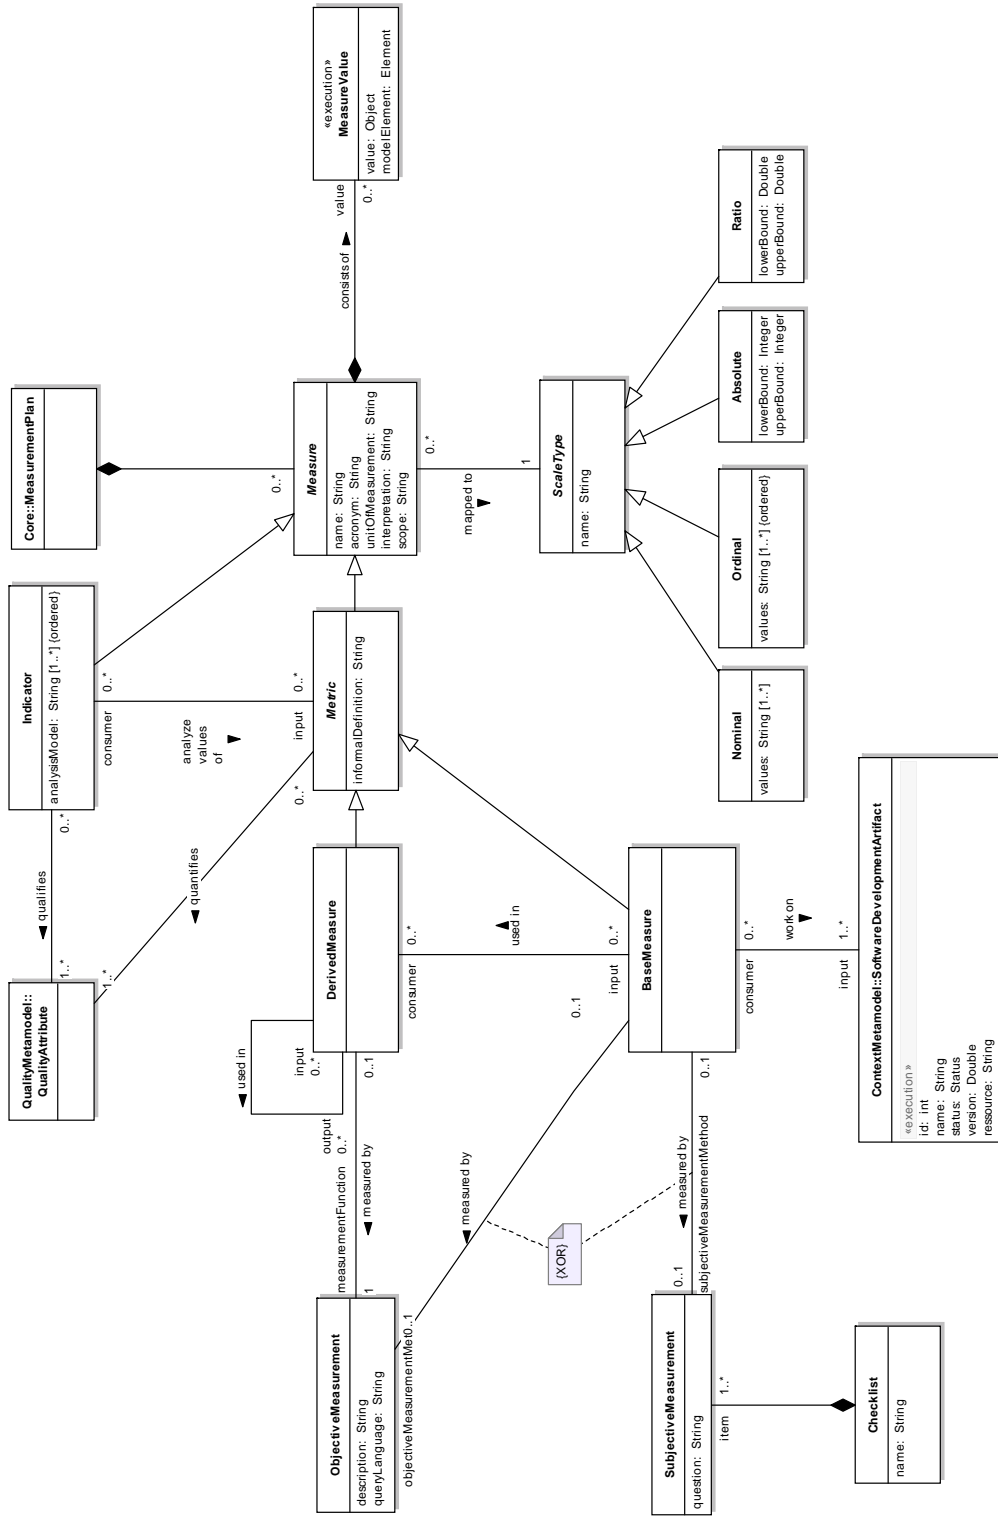 QualityMetamodel::
QualityAttribute
1..*
1..*
◄ qualifies
◄ quantifies
0..*
Indicator
analysisModel: String [1..*] {ordered}
0..*
consumer
analyze
values
of
input
0..*
0..*
Core::MeasurementPlan
0..*
Metric
informalDefinition: String
Measure
name: String
acronym: String
unitOfMeasurement: String
interpretation: String
scope: String
consists of
value
0..*
«execution»
MeasureValue
value: Object
modelElement: Element
0..*
mapped to
1
ScaleType
name: String
Nominal
values: String [1..*]
Ordinal
values: String [1..*] {ordered}
Absolute
lowerBound: Integer
upperBound: Integer
Ratio
lowerBound: Double
upperBound: Double
◄ used in
input
0..*
output
0..*
DerivedMeasure
0..1
measurementFunction
◄ measured by
1
0..*
consumer
used in
0..*
input
0..1
ObjectiveMeasurement
description: String
queryLanguage: String
objectiveMeasurementMet0..1
◄ measured by
{XOR}
BaseMeasure
0..1
◄ measured by
0..1
subjectiveMeasurementMethod
SubjectiveMeasurement
question: String
1..*
item
Checklist
name: String
0..*
consumer
work on
1..*
input
ContextMetamodel::SoftwareDevelopmentArtifact
«execution»
id: int
name: String
status: Status
version: Double
ressource: String